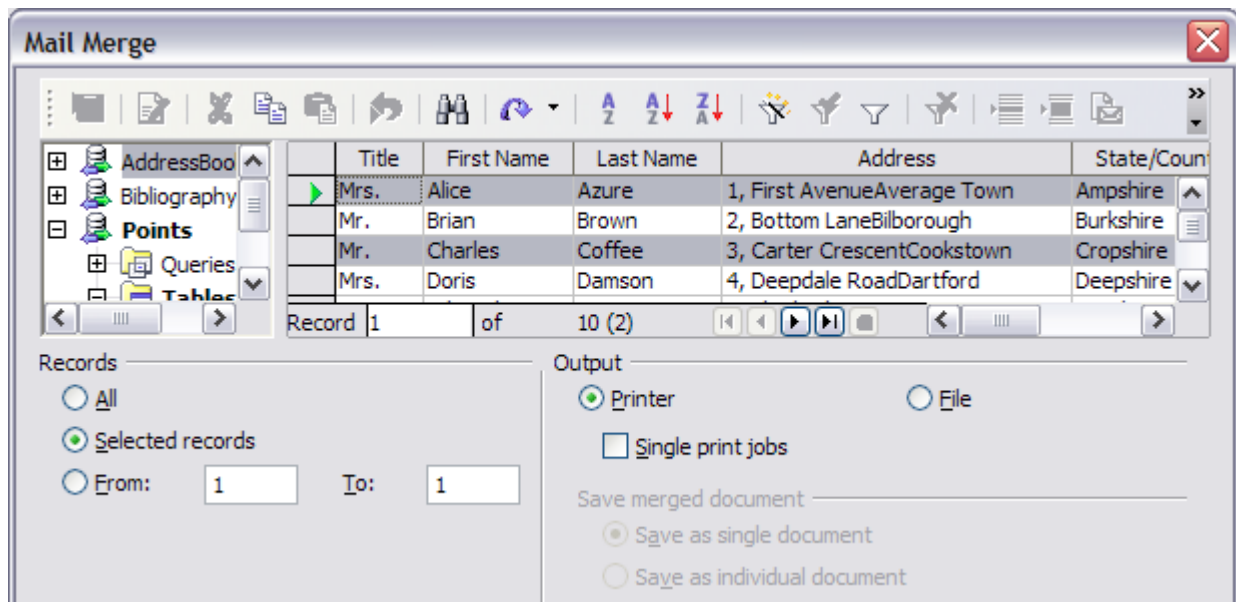 Mail Merge
AddressBoo
Bibliography
Points
Queries
Tables
Title First Name Last Name Address State/Count
Mrs. Alice Azure 1, First AvenueAverage Town Ampshire
Mr. Brian Brown 2, Bottom LaneBilborough Burkshire
Mr. Charles Coffee 3, Carter CrescentCookstown Cropshire
Mrs. Doris Damson 4, Deepdale RoadDartford Deepshire
Record 1 of 10 (2)
Records
All
Selected records
From: 1 To: 1
Output
Printer File
Single print jobs
Save merged document
Save as single document
Save as individual document